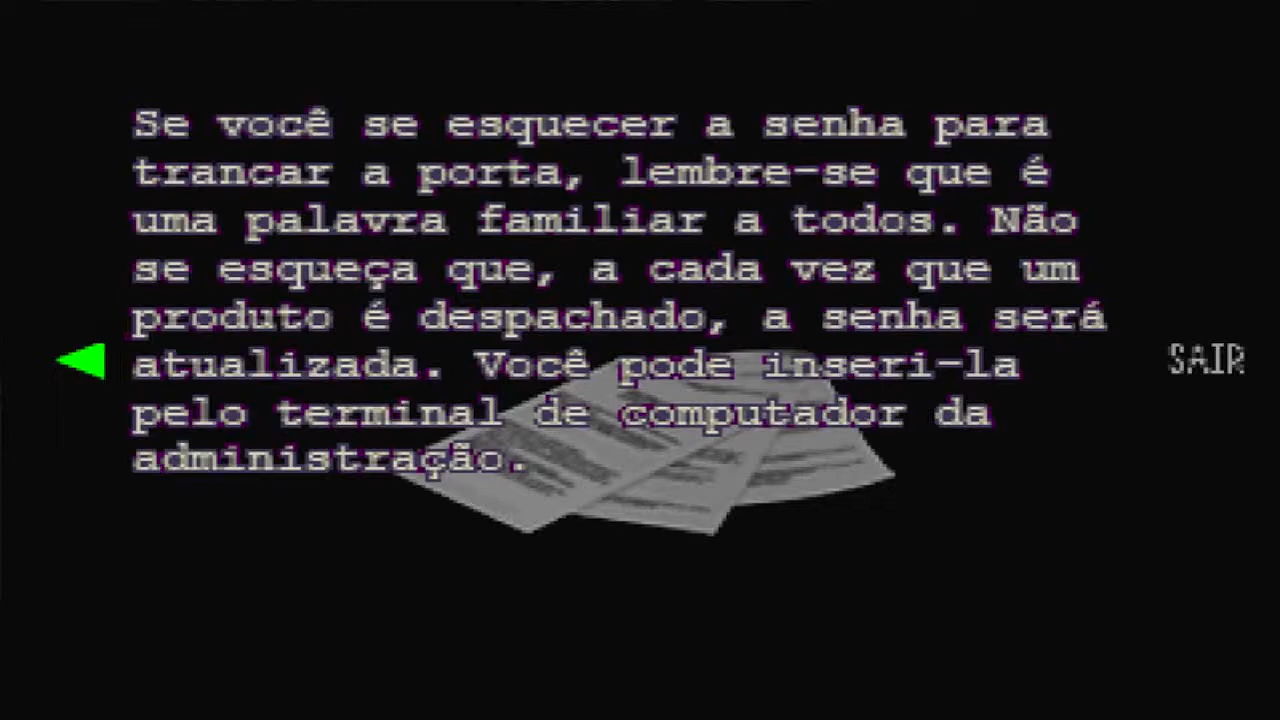 Se você se esquecer a senha para
trancar a porta, lembre-se que é
uma palavra familiar a todos. Não
se esqueça que, a cada vez que um
produto é despachado, a senha será
atualizada. Você pode inseri-la
pelo terminal de computador da
administração.
SAIR